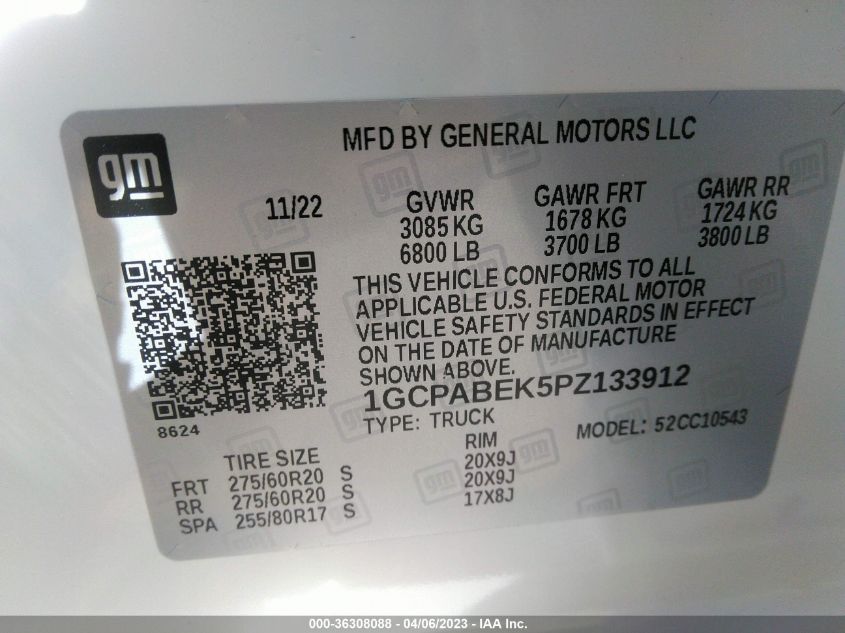 gm
MFD BY GENERAL MOTORS LLC
11/22
GVWR
3085 KG
6800 LB
GAWR FRT
1678 KG
3700 LB
GAWR RR
1724 KG
3800 LB
THIS VEHICLE CONFORMS TO ALL
APPLICABLE U.S. FEDERAL MOTOR
VEHICLE SAFETY STANDARDS IN EFFECT
ON THE DATE OF MANUFACTURE
SHOWN ABOVE.
1GCPABEK5PZ133912
8624
TYPE: TRUCK
MODEL: 52CC10543
TIRE SIZE RIM
FRT 275/60R20 S 20X9J
RR 275/60R20 S 20X9J
SPA 255/80R17 S 17X8J
000-36308088 - 04/06/2023 - IAA Inc.